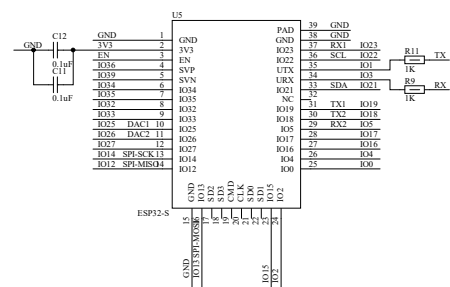 U5
C12
GND
0.1uF
C11
0.1uF
GND 1 GND
3V3 2 3V3
EN 3 EN
IO36 4 SVP
IO39 5 SVN
IO34 6 IO34
IO35 7 IO35
IO32 8 IO32
IO33 9 IO33
IO25 DAC1 10 IO25
IO26 DAC2 11 IO26
IO27 12 IO27
IO14 SPI-SCK 13 IO14
IO12 SPI-MISO 14 IO12
PAD 39 GND
GND 38 GND
IO23 37 RX1 IO23
IO22 36 SCL IO22
UTX 35 IO1
URX 34 IO3
IO21 33 SDA IO21
NC 32
IO19 31 TX1 IO19
IO18 30 TX2 IO18
IO5 29 RX2 IO5
IO17 28 IO17
IO16 27 IO16
IO4 26 IO4
IO0 25 IO0
R11
TX
1K
R9
RX
1K
GND 15 GND
IO13 16 IO13 SPI-MOSI
SD2 17
SD3 18
CMD 19
CLK 20
SD0 21
SD1 22
IO15 23 IO15
IO2 24 IO2
ESP32-S